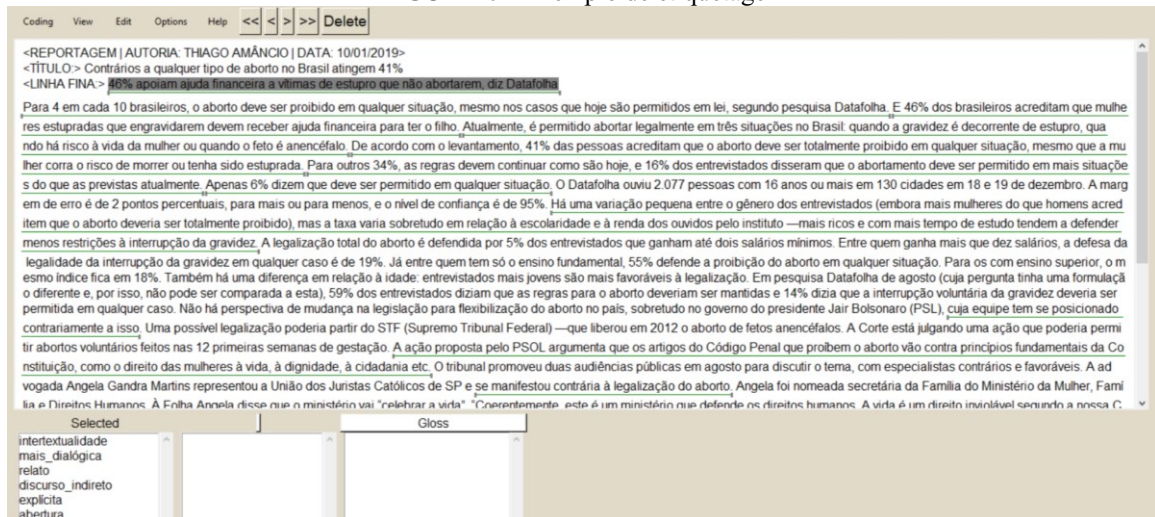 Coding View Edit Options Help << < > >> Delete
<REPORTAGEM | AUTORIA: THIAGO AMÂNCIO | DATA: 10/01/2019>
<TÍTULO:> Contrários a qualquer tipo de aborto no Brasil atingem 41%
<LINHA FINA:> 46% apoiam ajuda financeira a vítimas de estupro que não abortarem, diz Datafolha
Para 4 em cada 10 brasileiros, o aborto deve ser proibido em qualquer situação, mesmo nos casos que hoje são permitidos em lei, segundo pesquisa Datafolha. E 46% dos brasileiros acreditam que mulhe
res estupradas que engravidarem devem receber ajuda financeira para ter o filho. Atualmente, é permitido abortar legalmente em três situações no Brasil: quando a gravidez é decorrente de estupro, qua
ndo há risco à vida da mulher ou quando o feto é anencéfalo. De acordo com o levantamento, 41% das pessoas acreditam que o aborto deve ser totalmente proibido em qualquer situação, mesmo que a mu
lher corra o risco de morrer ou tenha sido estuprada. Para outros 34%, as regras devem continuar como são hoje, e 16% dos entrevistados disseram que o abortamento deve ser permitido em mais situaçõe
s do que as previstas atualmente. Apenas 6% dizem que deve ser permitido em qualquer situação. O Datafolha ouviu 2.077 pessoas com 16 anos ou mais em 130 cidades em 18 e 19 de dezembro. A marg
em de erro é de 2 pontos percentuais, para mais ou para menos, e o nível de confiança é de 95%. Há uma variação pequena entre o gênero dos entrevistados (embora mais mulheres do que homens acred
item que o aborto deveria ser totalmente proibido), mas a taxa varia sobretudo em relação à escolaridade e à renda dos ouvidos pelo instituto —mais ricos e com mais tempo de estudo tendem a defender
menos restrições à interrupção da gravidez. A legalização total do aborto é defendida por 5% dos entrevistados que ganham até dois salários mínimos. Entre quem ganha mais que dez salários, a defesa da
legalidade da interrupção da gravidez em qualquer caso é de 19%. Já entre quem tem só o ensino fundamental, 55% defende a proibição do aborto em qualquer situação. Para os com ensino superior, o m
esmo índice fica em 18%. Também há uma diferença em relação à idade: entrevistados mais jovens são mais favoráveis à legalização. Em pesquisa Datafolha de agosto (cuja pergunta tinha uma formulaçã
o diferente e, por isso, não pode ser comparada a esta), 59% dos entrevistados diziam que as regras para o aborto deveriam ser mantidas e 14% dizia que a interrupção voluntária da gravidez deveria ser
permitida em qualquer caso. Não há perspectiva de mudança na legislação para flexibilização do aborto no país, sobretudo no governo do presidente Jair Bolsonaro (PSL), cuja equipe tem se posicionado
contrariamente a isso. Uma possível legalização poderia partir do STF (Supremo Tribunal Federal) —que liberou em 2012 o aborto de fetos anencéfalos. A Corte está julgando uma ação que poderia permi
tir abortos voluntários feitos nas 12 primeiras semanas de gestação. A ação proposta pelo PSOL argumenta que os artigos do Código Penal que proíbem o aborto vão contra princípios fundamentais da Co
nstituição, como o direito das mulheres à vida, à dignidade, à cidadania etc. O tribunal promoveu duas audiências públicas em agosto para discutir o tema, com especialistas contrários e favoráveis. A ad
vogada Angela Gandra Martins representou a União dos Juristas Católicos de SP e se manifestou contrária à legalização do aborto. Angela foi nomeada secretária da Família do Ministério da Mulher, Famí
lia e Direitos Humanos. À Folha Angela disse que o ministério vai "celebrar a vida". "Coerentemente, este é um ministério que defende os direitos humanos. A vida é um direito inviolável segundo a nossa C
Selected Gloss
intertextualidade
mais_dialógica
relato
discurso_indireto
explícita
abertura